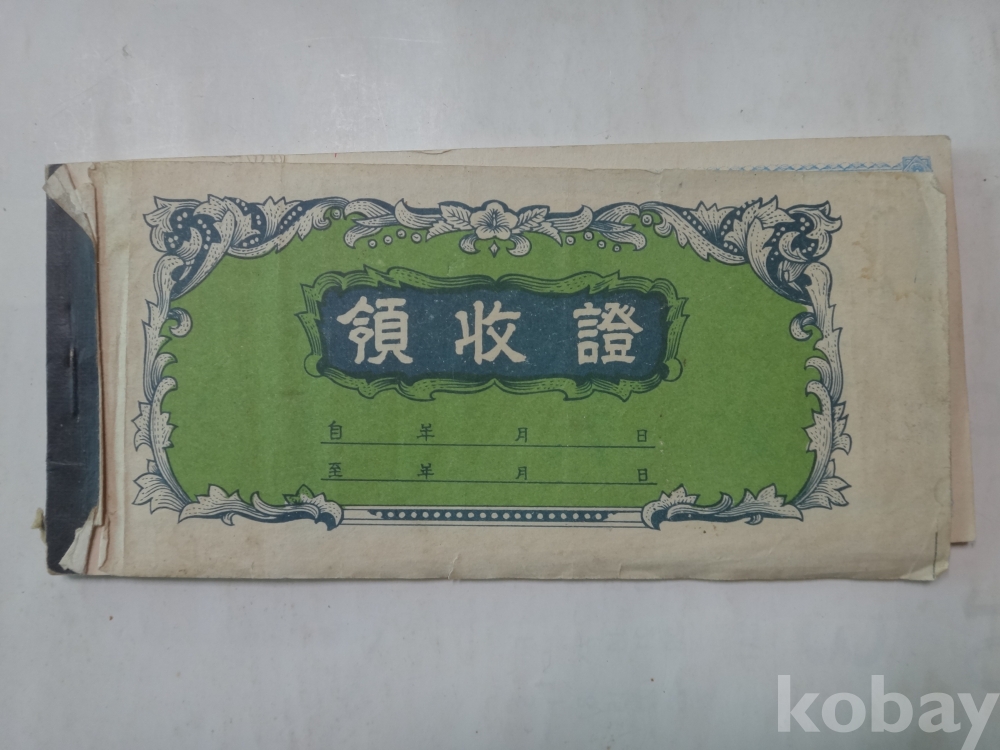 領收證
自 年 月 日
至 年 月 日
kobay